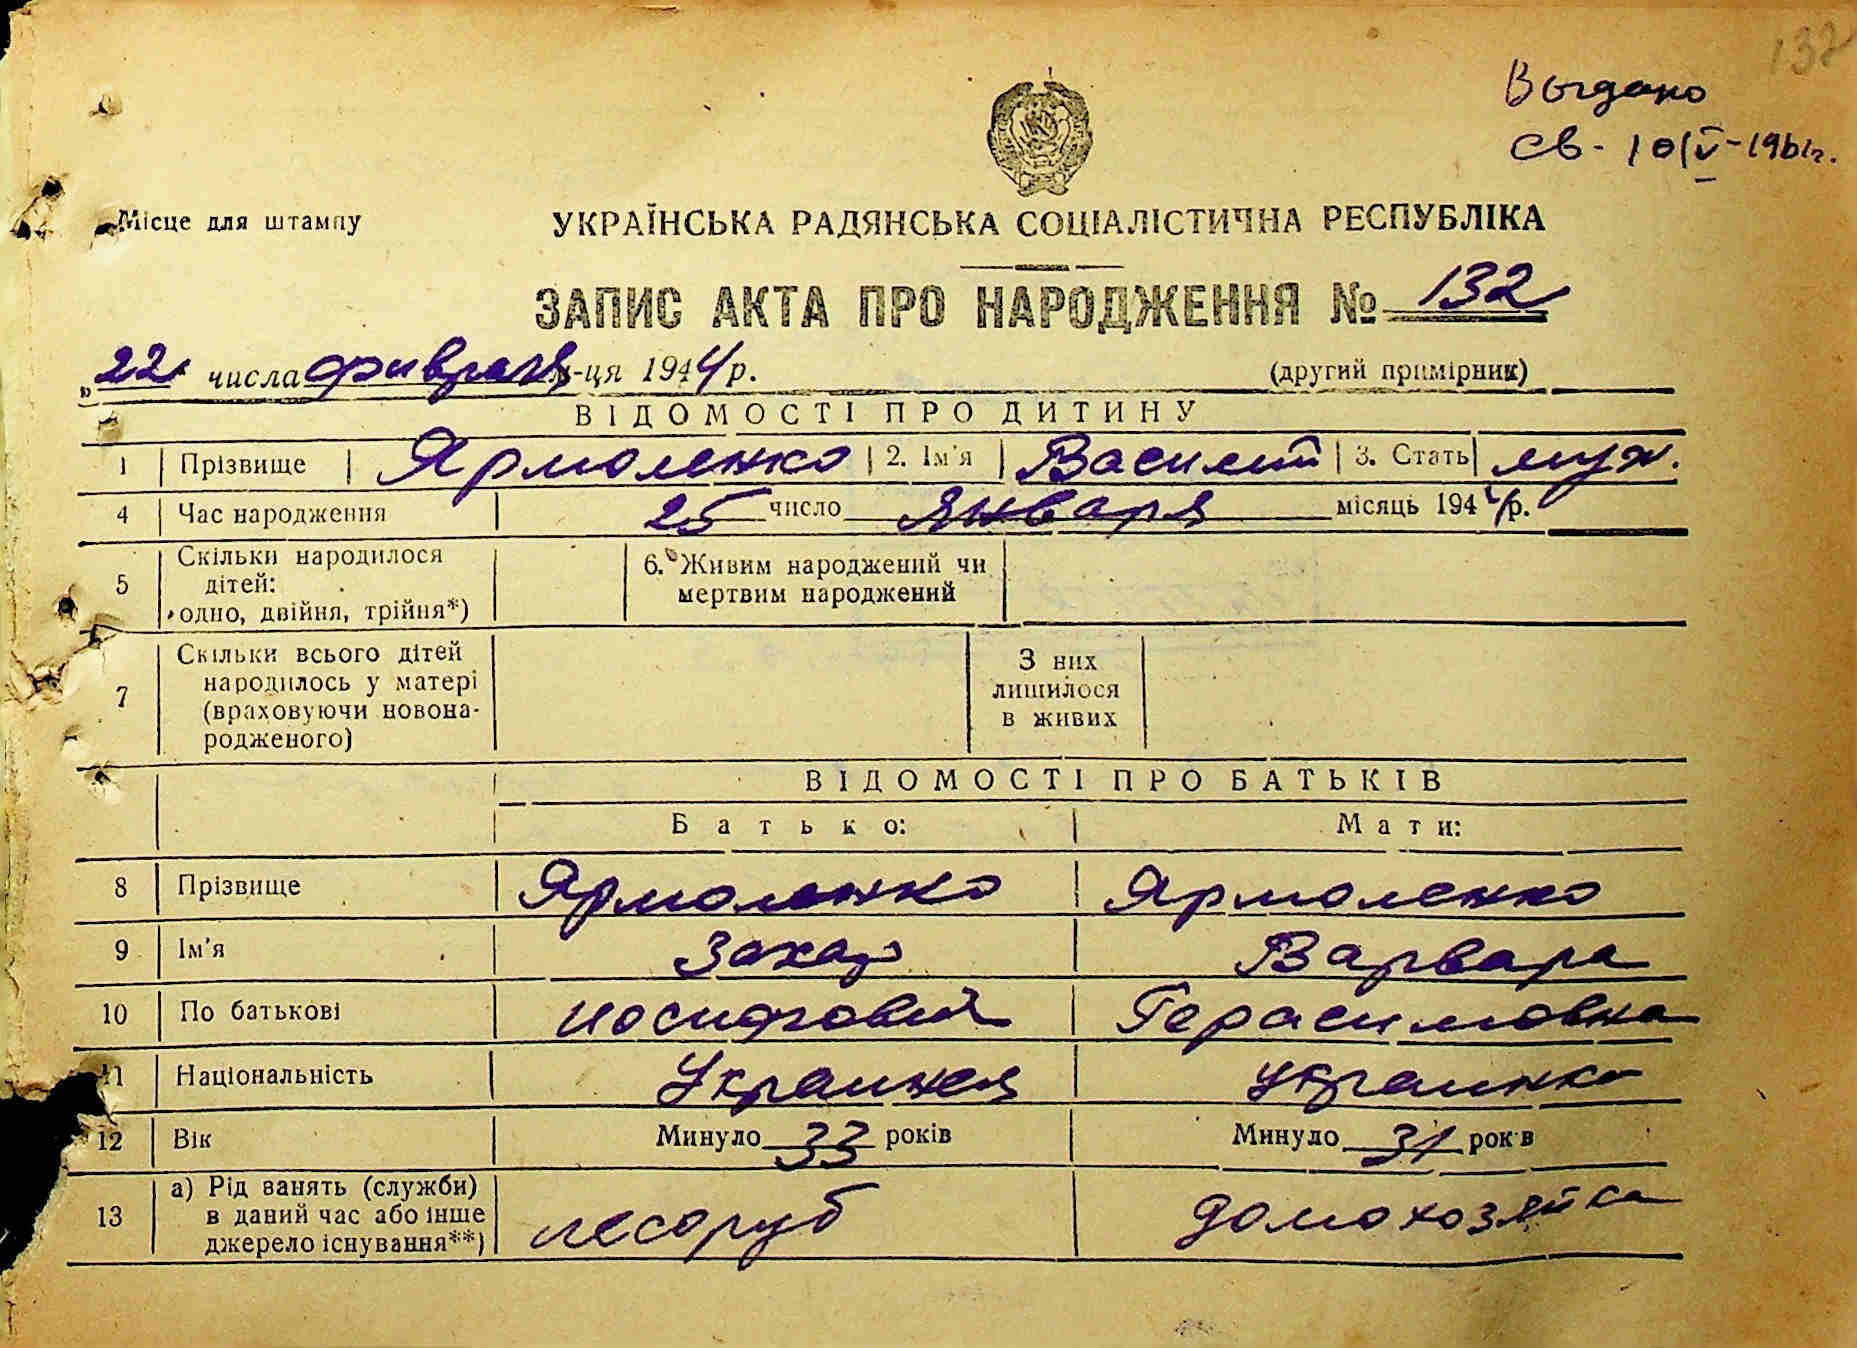 132
Выдано
св - 10/V - 1961г.
Місце для штампу
УКРАЇНСЬКА РАДЯНСЬКА СОЦІАЛІСТИЧНА РЕСПУБЛІКА
ЗАПИС АКТА ПРО НАРОДЖЕННЯ № 132
„22" числа февраля м-ця 1944 р. (другий примірник)
ВІДОМОСТІ ПРО ДИТИНУ
1 Прізвище Ярмоленко 2. Ім'я Василий 3. Стать муж.
4 Час народження 25 число января місяць 1944 р.
5 Скільки народилося дітей: одно, двійня, трійня*) 6. Живим народжений чи мертвим народжений
7 Скільки всього дітей народилось у матері (враховуючи новонародженого) З них лишилося в живих
ВІДОМОСТІ ПРО БАТЬКІВ
Батько: Мати:
8 Прізвище Ярмоленко Ярмоленко
9 Ім'я Захар Варвара
10 По батькові Иосифович Герасимовна
11 Національність Украинец Украинка
12 Вік Минуло 33 років Минуло 31 рок в
13 а) Рід занять (служби) в даний час або інше джерело існування**) лесоруб домохозяйка